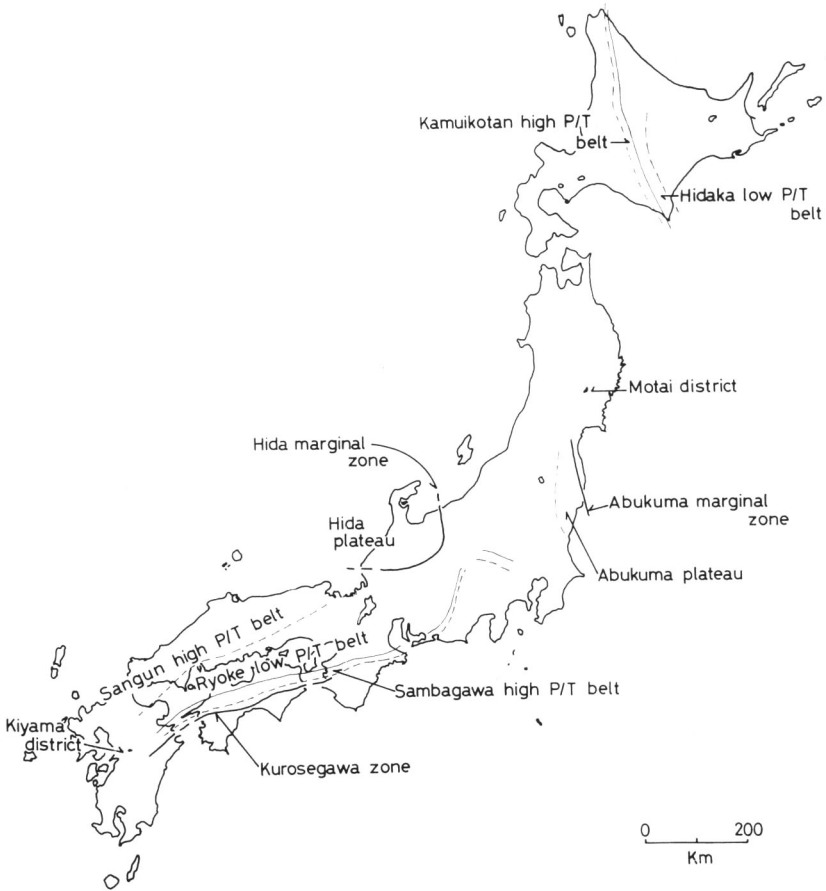 Kamuikotan high P/T
belt
Hidaka low P/T
belt
Motai district
Hida marginal
zone
Abukuma marginal
zone
Hida
plateau
Abukuma plateau
Sangun high P/T belt
Ryoke low P/T belt
Sambagawa high P/T belt
Kiyama
district
Kurosegawa zone
0 200
Km